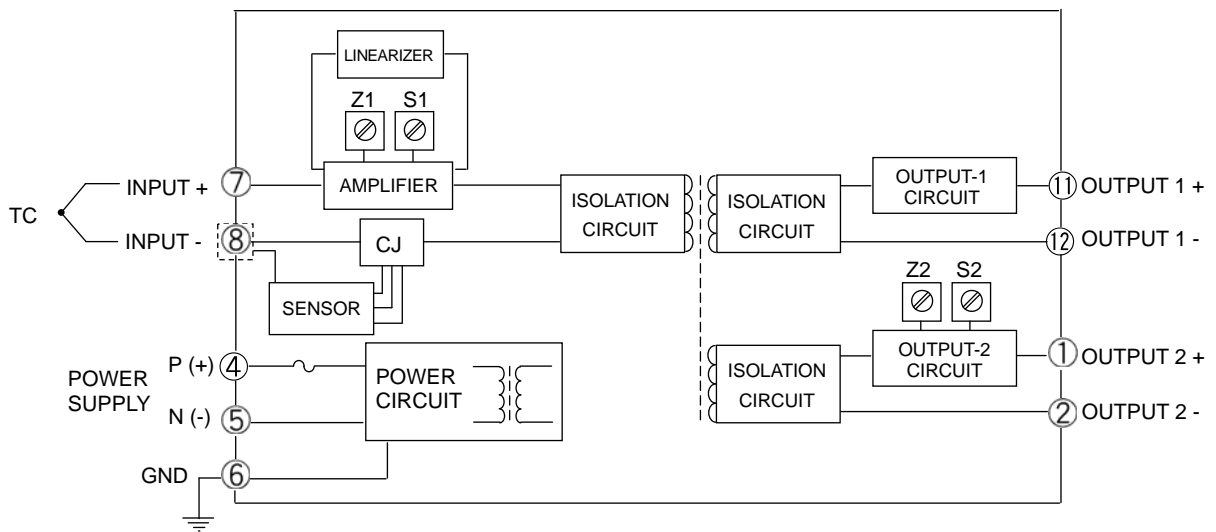 LINEARIZER
Z1 S1
INPUT + 7 AMPLIFIER
TC
INPUT - 8 CJ
SENSOR
ISOLATION
CIRCUIT
ISOLATION
CIRCUIT
OUTPUT-1
CIRCUIT
11 OUTPUT 1 +
12 OUTPUT 1 -
Z2 S2
POWER
SUPPLY
P (+) 4
N (-) 5
GND 6
POWER
CIRCUIT
ISOLATION
CIRCUIT
OUTPUT-2
CIRCUIT
1 OUTPUT 2 +
2 OUTPUT 2 -